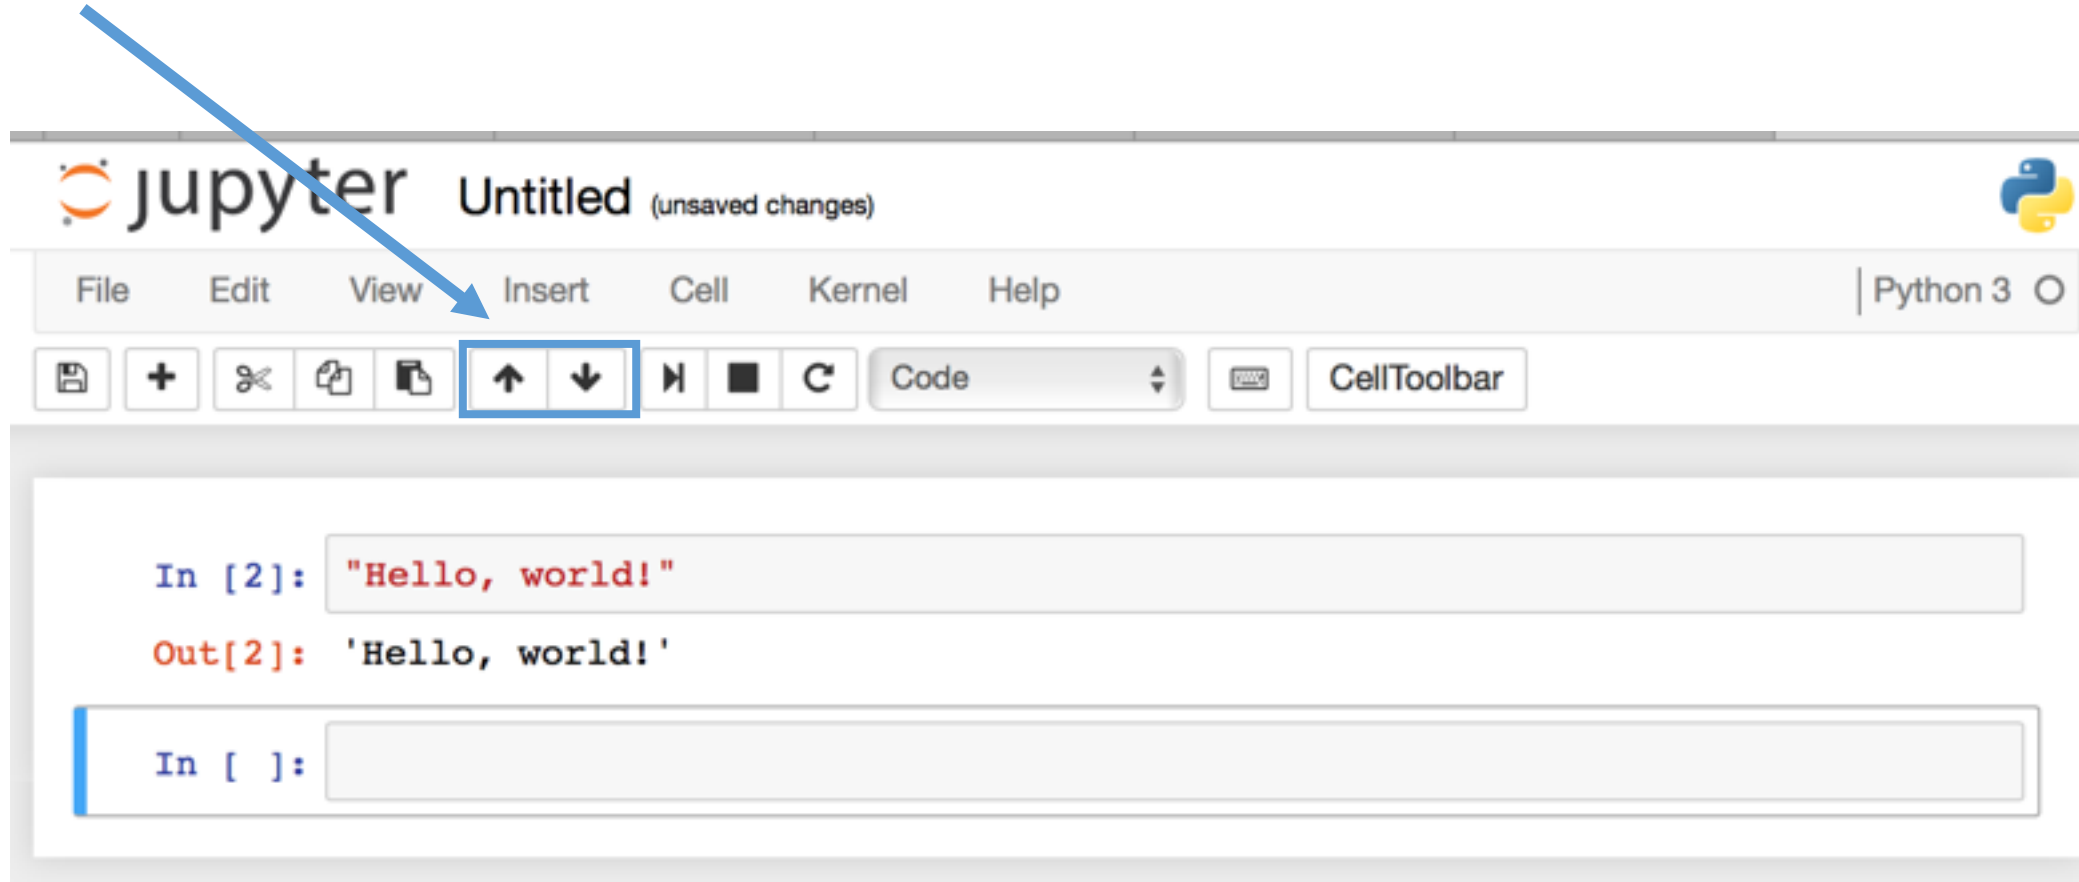 jupyter Untitled (unsaved changes)
File Edit View Insert Cell Kernel Help Python 3
Code CellToolbar
In [2]: "Hello, world!"
Out[2]: 'Hello, world!'
In [ ]: